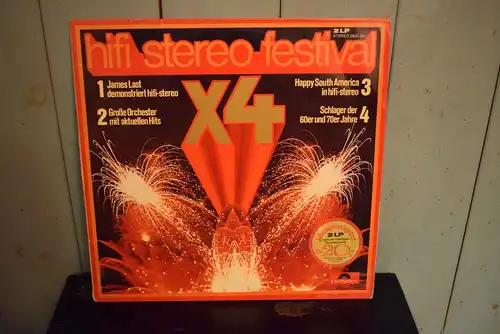 2 LP
hifi stereo festival
1 James Last
demonstriert hifi-stereo
2 Große Orchester
mit aktuellen Hits
X4
Happy South America 3
in hifi-stereo
Schlager der 4
60er und 70er Jahre
2 LP
20